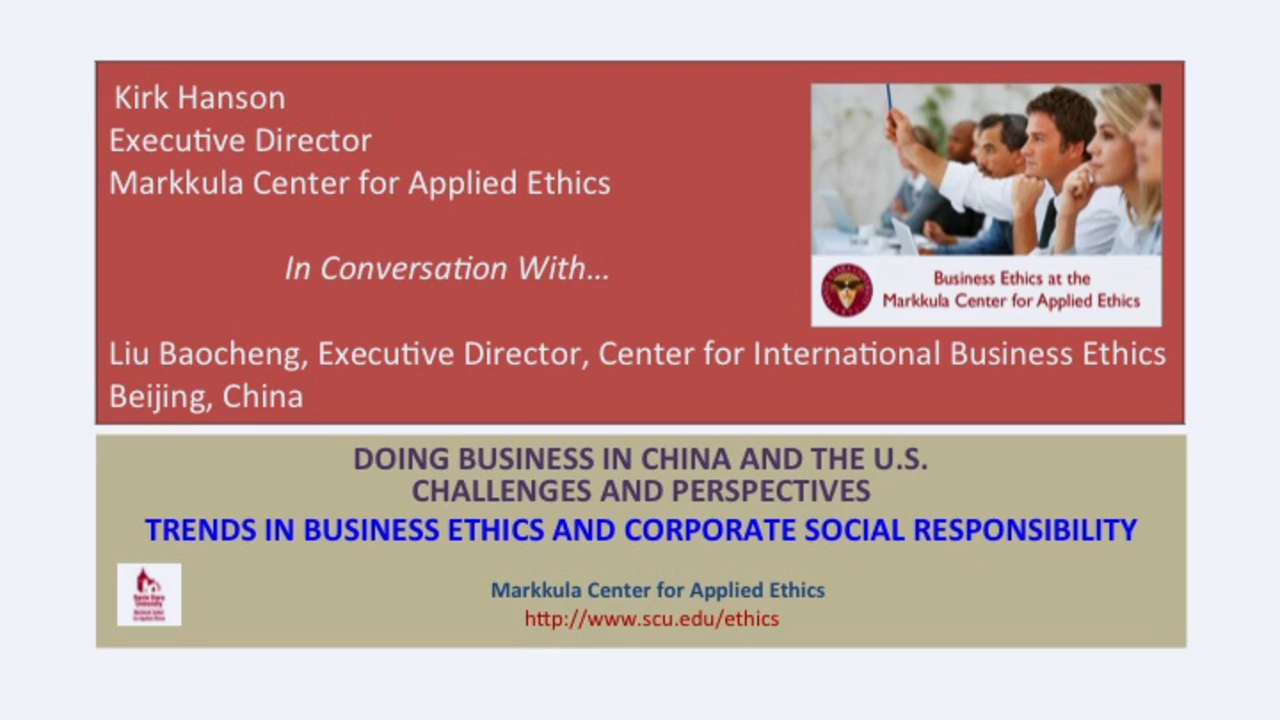 Kirk Hanson
Executive Director
Markkula Center for Applied Ethics
In Conversation With...
Business Ethics at the
Markkula Center for Applied Ethics
Liu Baocheng, Executive Director, Center for International Business Ethics
Beijing, China
DOING BUSINESS IN CHINA AND THE U.S.
CHALLENGES AND PERSPECTIVES
TRENDS IN BUSINESS ETHICS AND CORPORATE SOCIAL RESPONSIBILITY
Santa Clara
University
Markkula Center for Applied Ethics
http://www.scu.edu/ethics